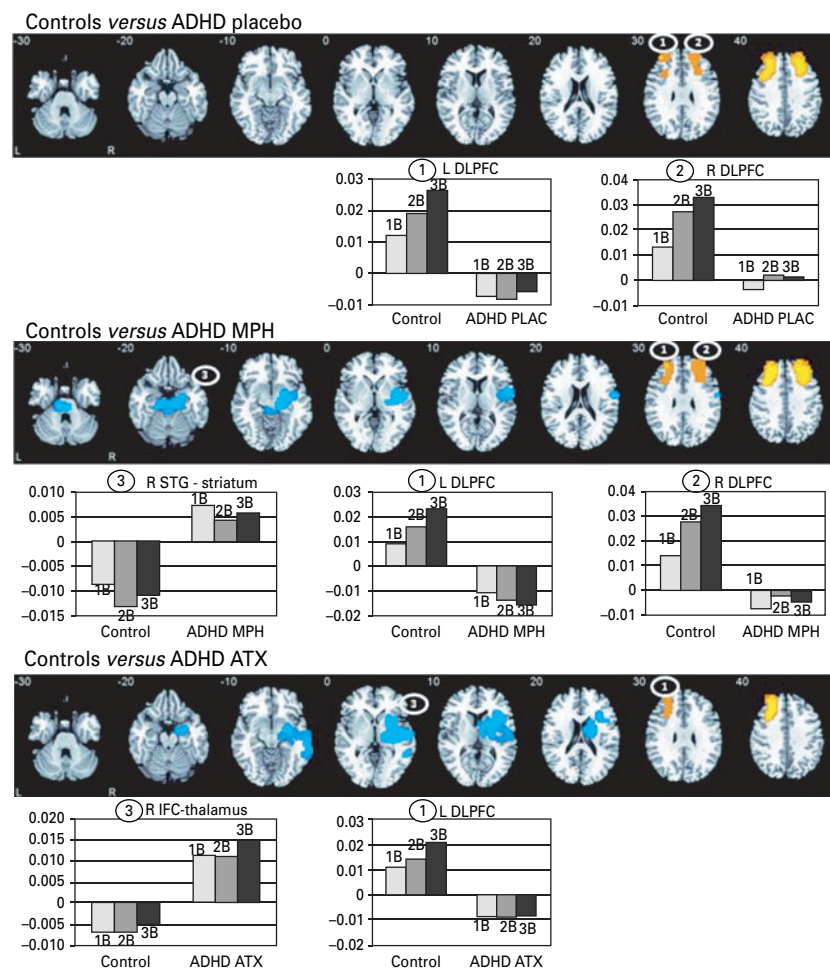 Controls versus ADHD placebo
-30 -20 -10 0 10 20 30 1 2 40
L R
1 L DLPFC
0.03
0.02
0.01
0
−0.01
1B 2B 3B
1B 2B 3B
Control ADHD PLAC
2 R DLPFC
0.04
0.03
0.02
0.01
0
−0.01
1B 2B 3B
1B 2B 3B
Control ADHD PLAC
Controls versus ADHD MPH
-30 -20 3 -10 0 10 20 30 1 2 40
L R
3 R STG - striatum
0.010
0.005
0
−0.005
−0.010
−0.015
1B 2B 3B
1B 2B 3B
Control ADHD MPH
1 L DLPFC
0.03
0.02
0.01
0
−0.01
−0.02
1B 2B 3B
1B 2B 3B
Control ADHD MPH
2 R DLPFC
0.04
0.03
0.02
0.01
0
−0.01
1B 2B 3B
1B 2B 3B
Control ADHD MPH
Controls versus ADHD ATX
-30 -20 -10 0 3 10 20 30 1 40
L R
3 R IFC-thalamus
0.020
0.015
0.010
0.005
0
−0.005
−0.010
1B 2B 3B
1B 2B 3B
Control ADHD ATX
1 L DLPFC
0.03
0.02
0.01
0
−0.01
−0.02
1B 2B 3B
1B 2B 3B
Control ADHD ATX